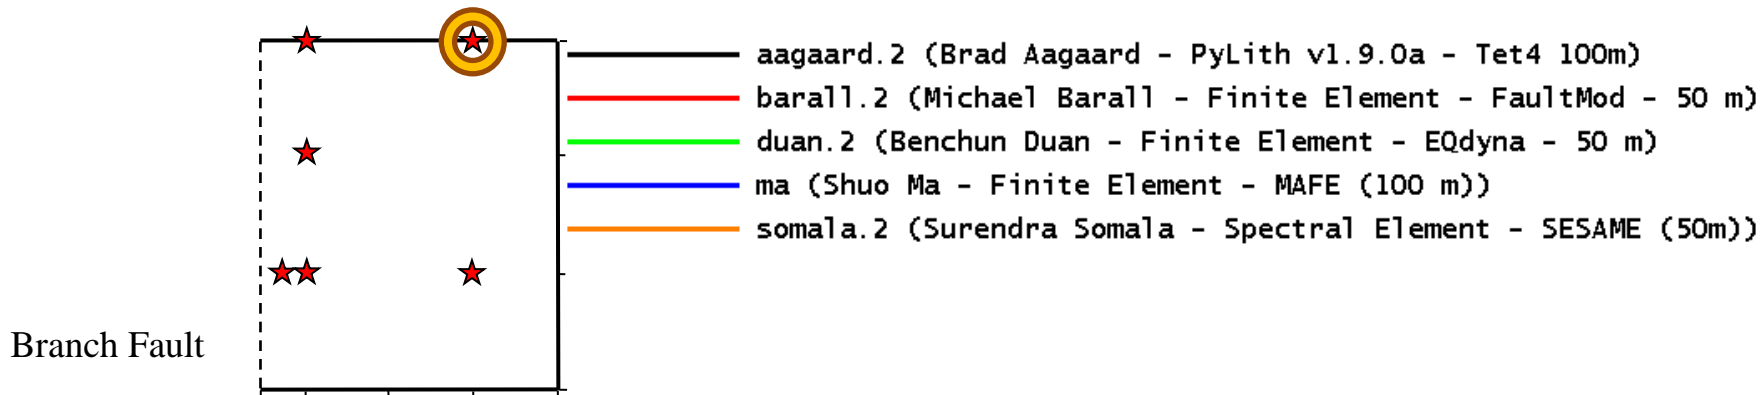 aagaard.2 (Brad Aagaard - PyLith v1.9.0a - Tet4 100m)
barall.2 (Michael Barall - Finite Element - FaultMod - 50 m)
duan.2 (Benchun Duan - Finite Element - EQdyna - 50 m)
ma (Shuo Ma - Finite Element - MAFE (100 m))
somala.2 (Surendra Somala - Spectral Element - SESAME (50m))
Branch Fault